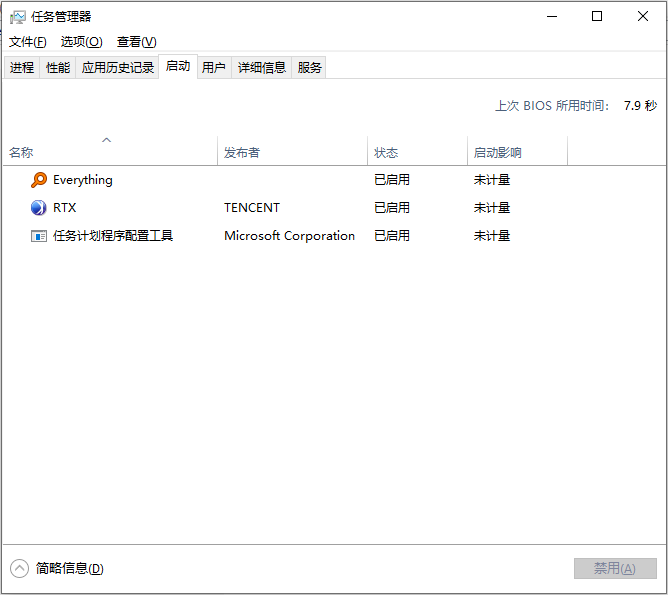 任务管理器
文件(F) 选项(O) 查看(V)
进程 性能 应用历史记录 启动 用户 详细信息 服务
上次 BIOS 所用时间: 7.9 秒
名称 发布者 状态 启动影响
Everything 已启用 未计量
RTX TENCENT 已启用 未计量
任务计划程序配置工具 Microsoft Corporation 已启用 未计量
简略信息(D) 禁用(A)